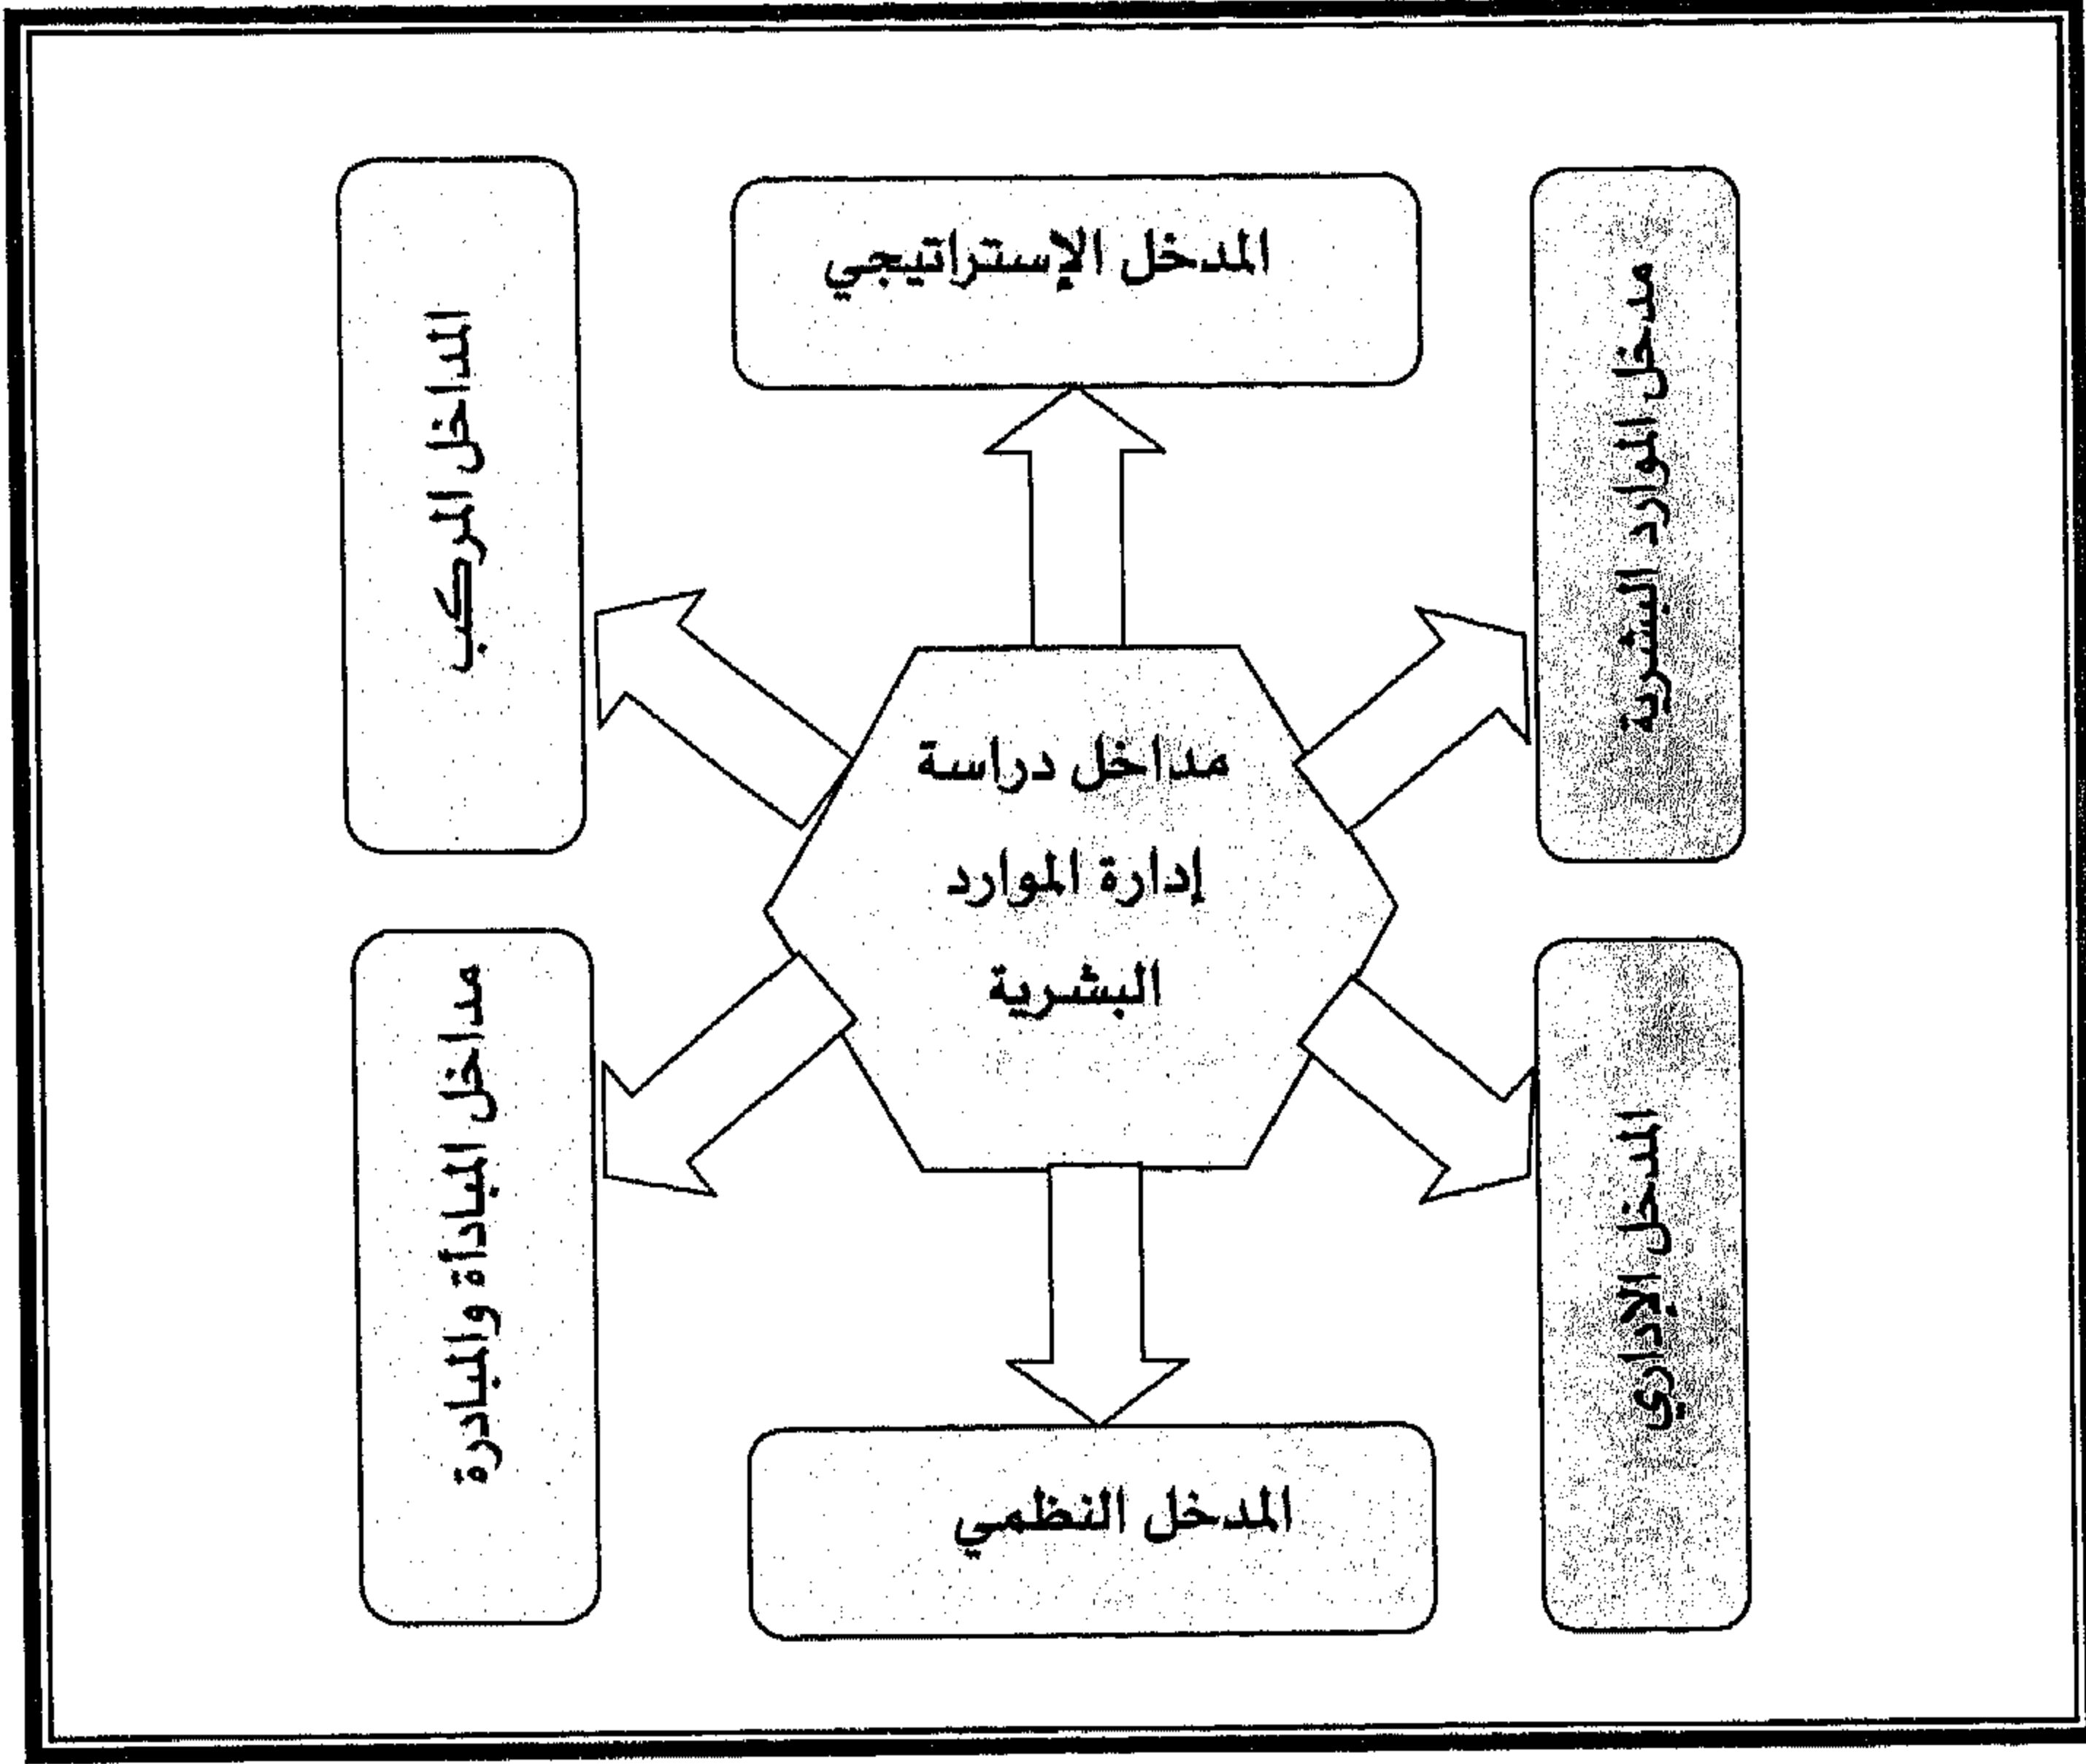 المدخل الإستراتيجي
مدخل الموارد البشرية
المداخل المركب
مداخل دراسة
إدارة الموارد
البشرية
المدخل الإداري
مداخل المبادأة والمبادرة
المدخل النظمي